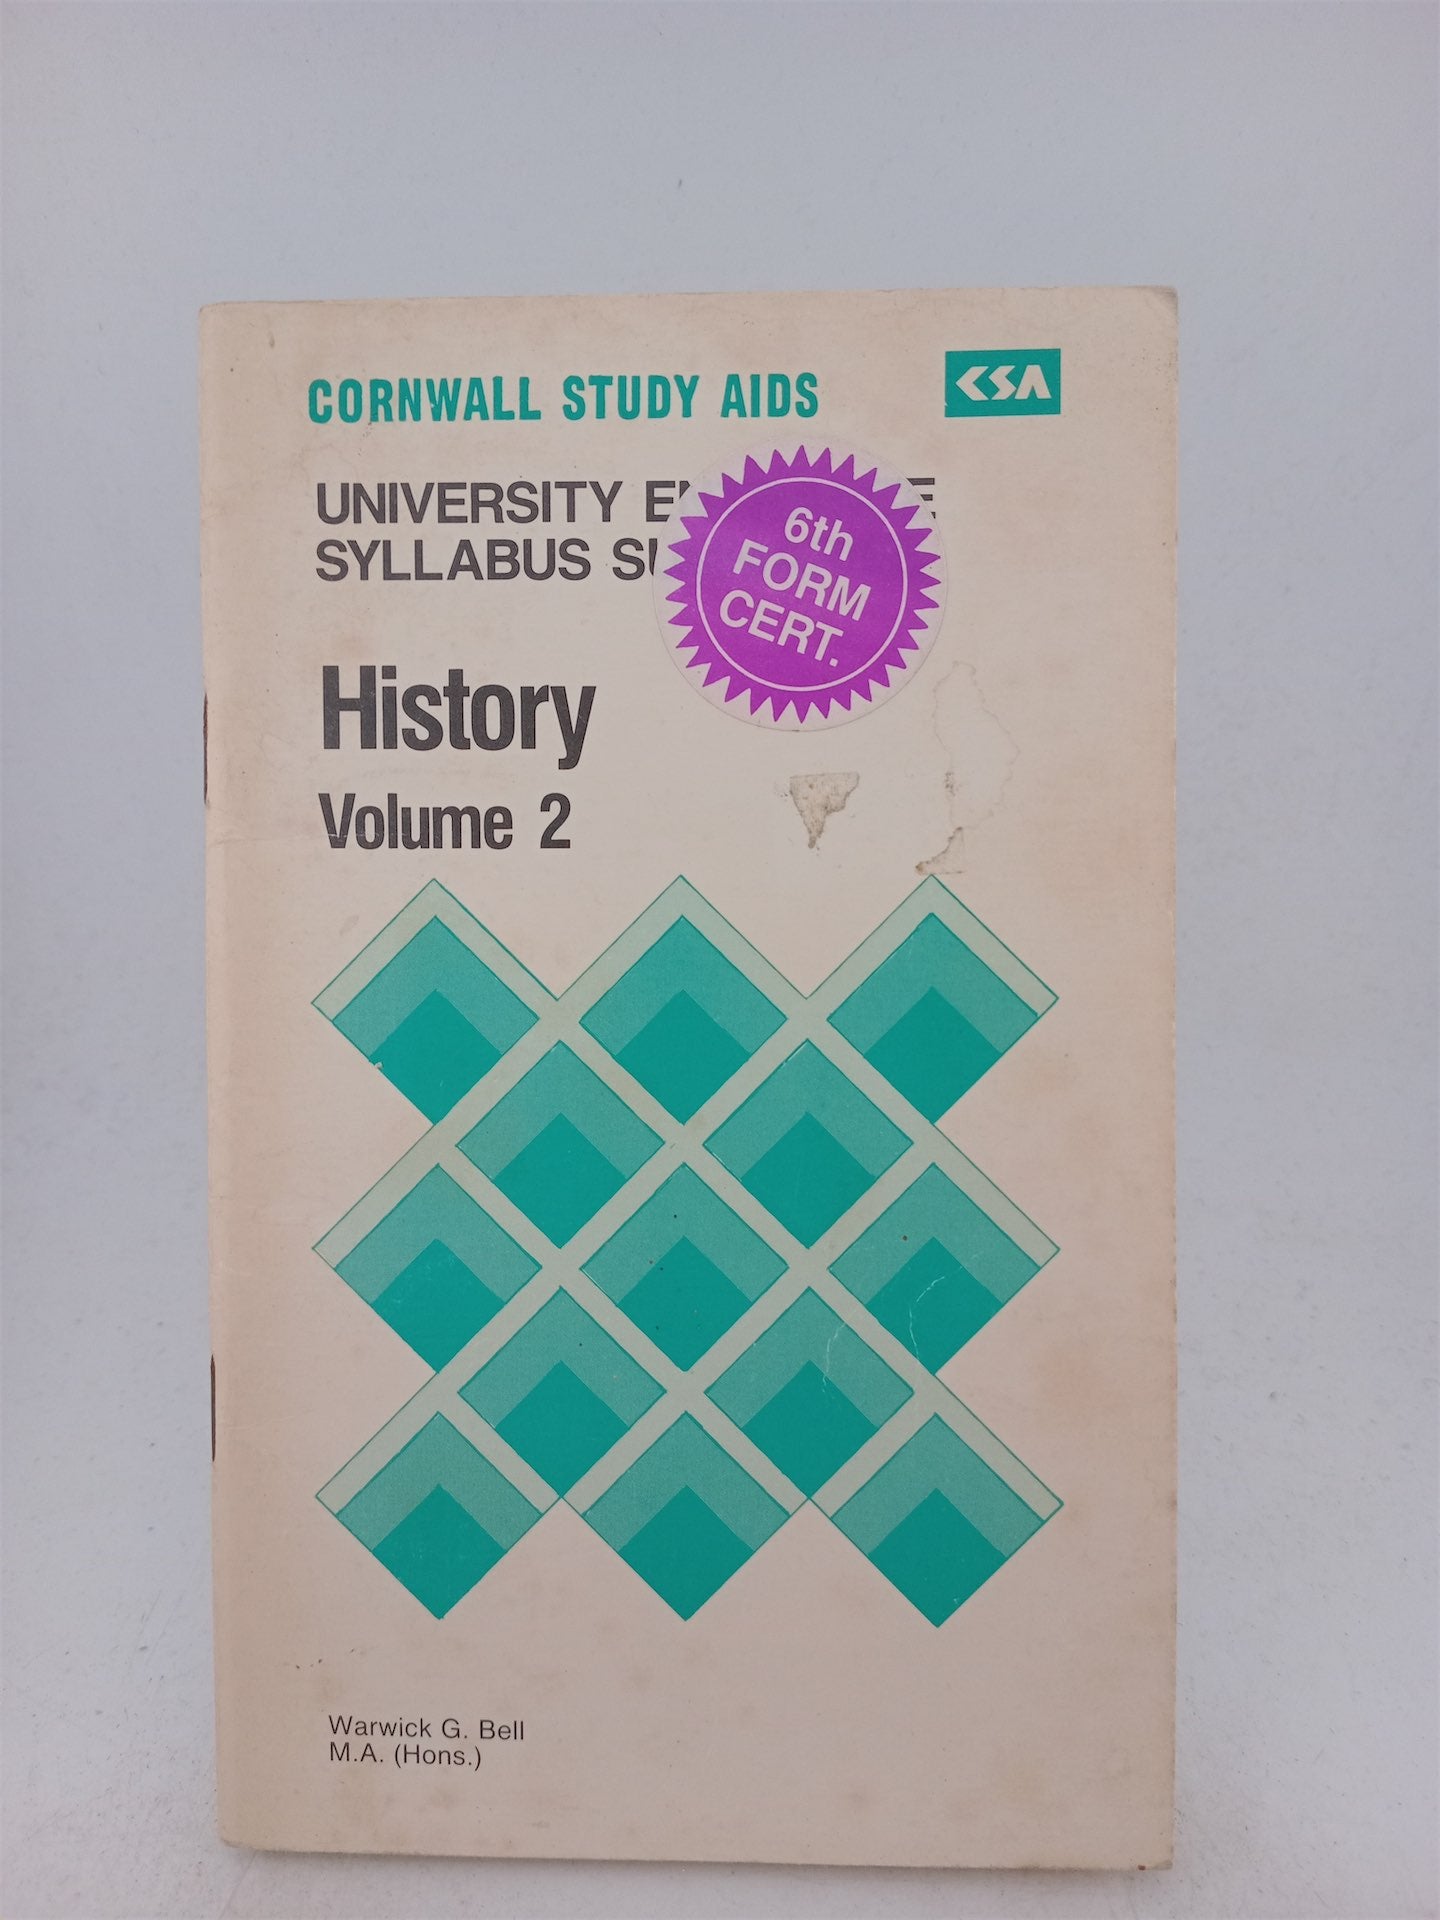 CORNWALL STUDY AIDS
CSA
UNIVERSITY
SYLLABUS
6th
FORM
CERT.
History
Volume 2
Warwick G. Bell
M.A. (Hons.)